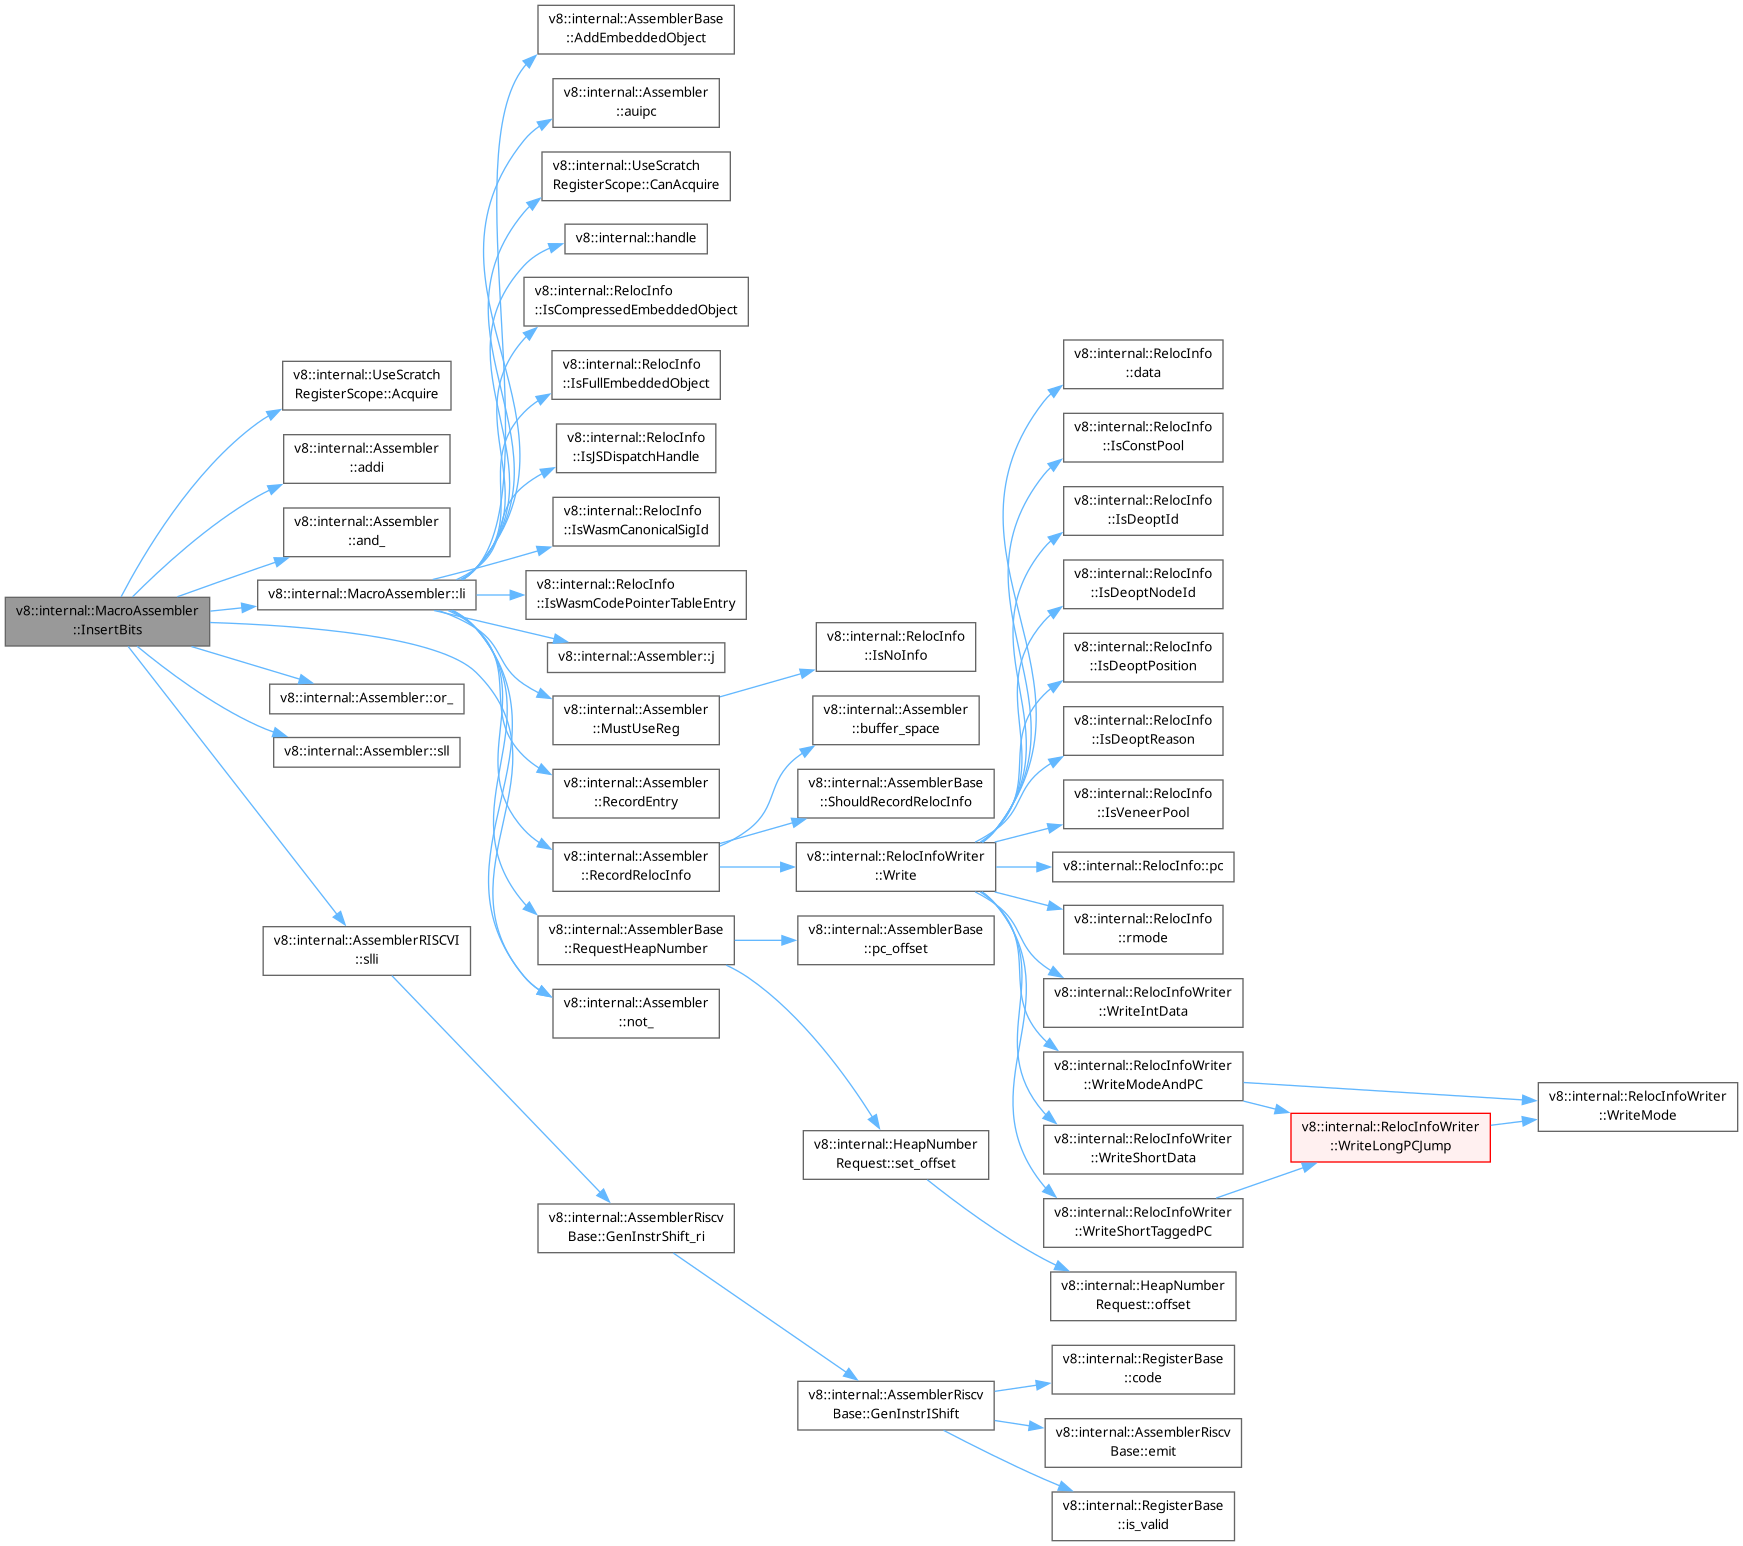 v8::internal::MacroAssembler
::InsertBits
v8::internal::UseScratch
RegisterScope::Acquire
v8::internal::Assembler
::addi
v8::internal::Assembler
::and_
v8::internal::MacroAssembler::li
v8::internal::Assembler::or_
v8::internal::Assembler::sll
v8::internal::AssemblerRISCVI
::slli
v8::internal::AssemblerBase
::AddEmbeddedObject
v8::internal::Assembler
::auipc
v8::internal::UseScratch
RegisterScope::CanAcquire
v8::internal::handle
v8::internal::RelocInfo
::IsCompressedEmbeddedObject
v8::internal::RelocInfo
::IsFullEmbeddedObject
v8::internal::RelocInfo
::IsJSDispatchHandle
v8::internal::RelocInfo
::IsWasmCanonicalSigId
v8::internal::RelocInfo
::IsWasmCodePointerTableEntry
v8::internal::Assembler::j
v8::internal::Assembler
::MustUseReg
v8::internal::Assembler
::RecordEntry
v8::internal::Assembler
::RecordRelocInfo
v8::internal::AssemblerBase
::RequestHeapNumber
v8::internal::Assembler
::not_
v8::internal::AssemblerRiscv
Base::GenInstrShift_ri
v8::internal::RelocInfo
::IsNoInfo
v8::internal::Assembler
::buffer_space
v8::internal::AssemblerBase
::ShouldRecordRelocInfo
v8::internal::RelocInfoWriter
::Write
v8::internal::AssemblerBase
::pc_offset
v8::internal::HeapNumber
Request::set_offset
v8::internal::AssemblerRiscv
Base::GenInstrIShift
v8::internal::RelocInfo
::data
v8::internal::RelocInfo
::IsConstPool
v8::internal::RelocInfo
::IsDeoptId
v8::internal::RelocInfo
::IsDeoptNodeId
v8::internal::RelocInfo
::IsDeoptPosition
v8::internal::RelocInfo
::IsDeoptReason
v8::internal::RelocInfo
::IsVeneerPool
v8::internal::RelocInfo::pc
v8::internal::RelocInfo
::rmode
v8::internal::RelocInfoWriter
::WriteIntData
v8::internal::RelocInfoWriter
::WriteModeAndPC
v8::internal::RelocInfoWriter
::WriteShortData
v8::internal::RelocInfoWriter
::WriteShortTaggedPC
v8::internal::HeapNumber
Request::offset
v8::internal::RegisterBase
::code
v8::internal::AssemblerRiscv
Base::emit
v8::internal::RegisterBase
::is_valid
v8::internal::RelocInfoWriter
::WriteLongPCJump
v8::internal::RelocInfoWriter
::WriteMode